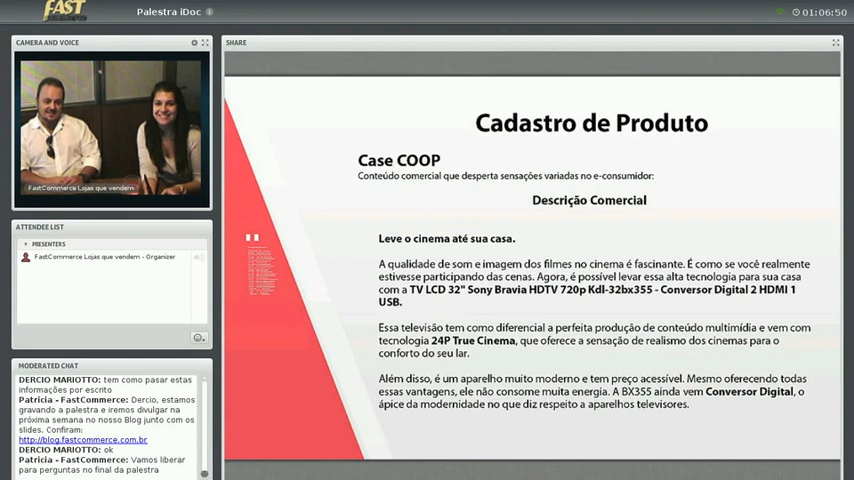 FAST
Palestra iDoc
01:06:50
CAMERA AND VOICE
FastCommerce Lojas que vendem
ATTENDEE LIST
PRESENTERS
FastCommerce Lojas que vendem - Organizer
MODERATED CHAT
DERCIO MARIOTTO: tem como pasar estas
informações por escrito
Patricia - FastCommerce: Dercio, estamos
gravando a palestra e iremos divulgar na
próxima semana no nosso Blog junto com os
slides. Confiram:
http://blog.fastcommerce.com.br
DERCIO MARIOTTO: ok
Patricia - FastCommerce: Vamos liberar
para perguntas no final da palestra
SHARE
Cadastro de Produto
Case COOP
Conteúdo comercial que desperta sensações variadas no e-consumidor:
Descrição Comercial
Leve o cinema até sua casa.
A qualidade de som e imagem dos filmes no cinema é fascinante. É como se você realmente
estivesse participando das cenas. Agora, é possível levar essa alta tecnologia para sua casa
com a TV LCD 32" Sony Bravia HDTV 720p Kdl-32bx355 - Conversor Digital 2 HDMI 1
USB.
Essa televisão tem como diferencial a perfeita produção de conteúdo multimídia e vem com
tecnologia 24P True Cinema, que oferece a sensação de realismo dos cinemas para o
conforto do seu lar.
Além disso, é um aparelho muito moderno e tem preço acessível. Mesmo oferecendo todas
essas vantagens, ele não consome muita energia. A BX355 ainda vem Conversor Digital, o
ápice da modernidade no que diz respeito a aparelhos televisores.